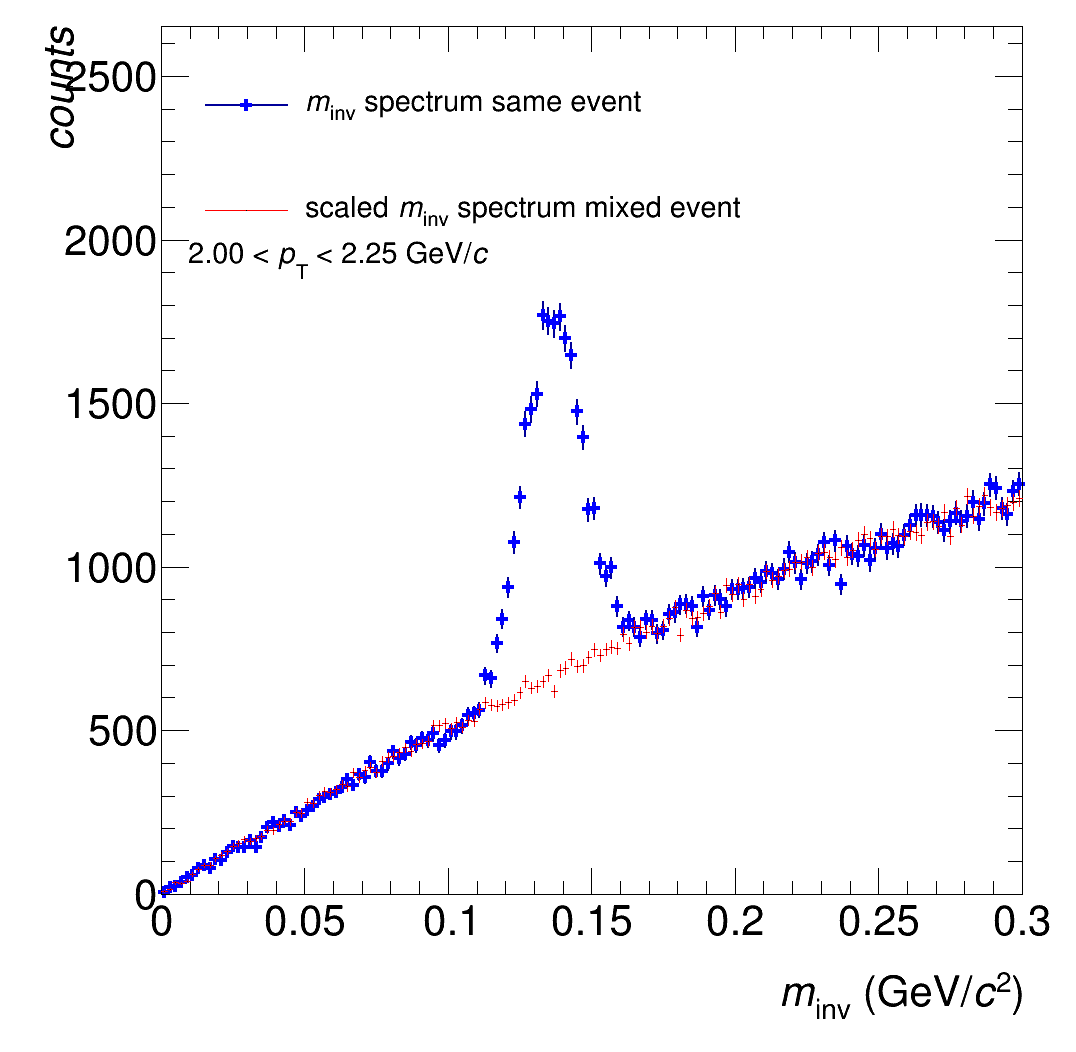 counts
2500
2000
1500
1000
500
0
m_inv spectrum same event
scaled m_inv spectrum mixed event
2.00 < p_T < 2.25 GeV/c
0 0.05 0.1 0.15 0.2 0.25 0.3
m_inv (GeV/c²)